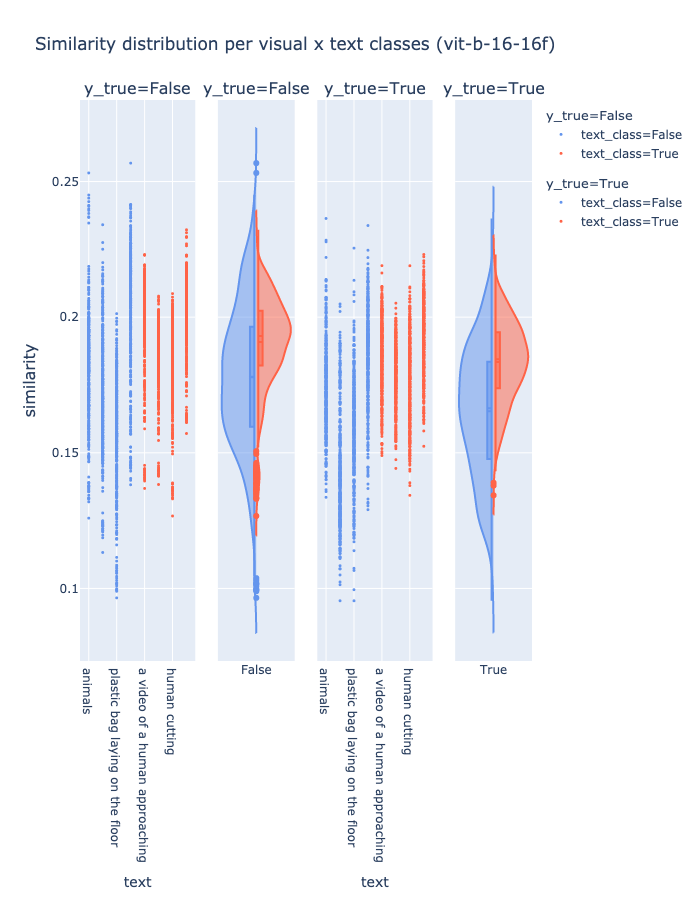 Similarity distribution per visual x text classes (vit-b-16-16f)
y_true=False
y_true=False
y_true=True
y_true=True
y_true=False
text_class=False
text_class=True
y_true=True
text_class=False
text_class=True
similarity
0.25
0.2
0.15
0.1
animals
plastic bag laying on the floor
a video of a human approaching
human cutting
False
animals
plastic bag laying on the floor
a video of a human approaching
human cutting
True
text
text